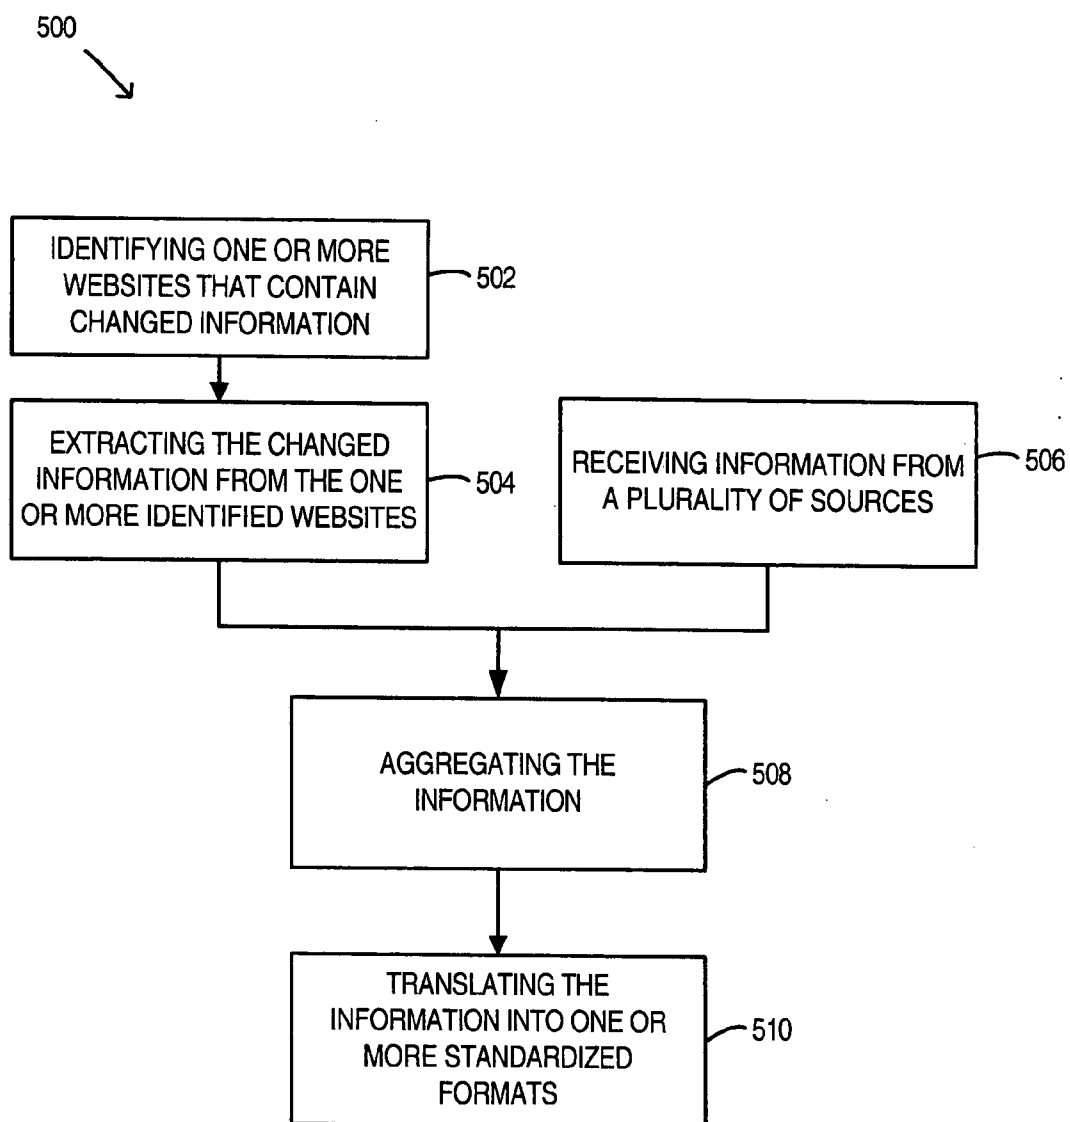 500
IDENTIFYING ONE OR MORE
WEBSITES THAT CONTAIN
CHANGED INFORMATION
502
EXTRACTING THE CHANGED
INFORMATION FROM THE ONE
OR MORE IDENTIFIED WEBSITES
504
RECEIVING INFORMATION FROM
A PLURALITY OF SOURCES
506
AGGREGATING THE
INFORMATION
508
TRANSLATING THE
INFORMATION INTO ONE OR
MORE STANDARDIZED
FORMATS
510